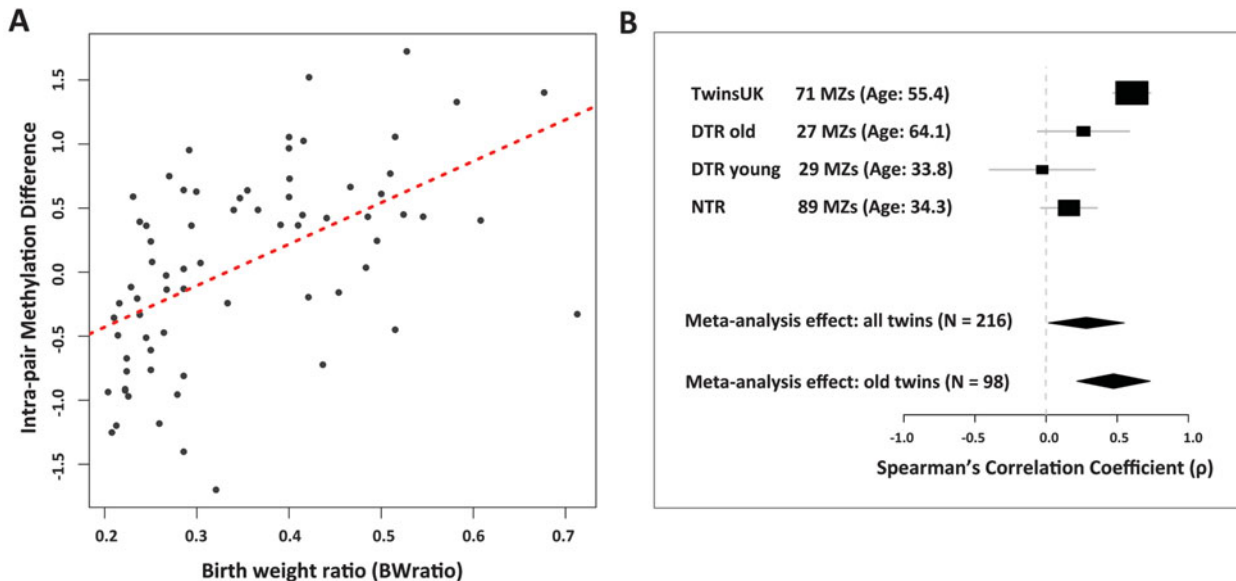 A
Intra-pair Methylation Difference
1.5
1.0
0.5
0.0
-0.5
-1.0
-1.5
0.2 0.3 0.4 0.5 0.6 0.7
Birth weight ratio (BWratio)
B
TwinsUK 71 MZs (Age: 55.4)
DTR old 27 MZs (Age: 64.1)
DTR young 29 MZs (Age: 33.8)
NTR 89 MZs (Age: 34.3)
Meta-analysis effect: all twins (N = 216)
Meta-analysis effect: old twins (N = 98)
-1.0 -0.5 0.0 0.5 1.0
Spearman's Correlation Coefficient (ρ)